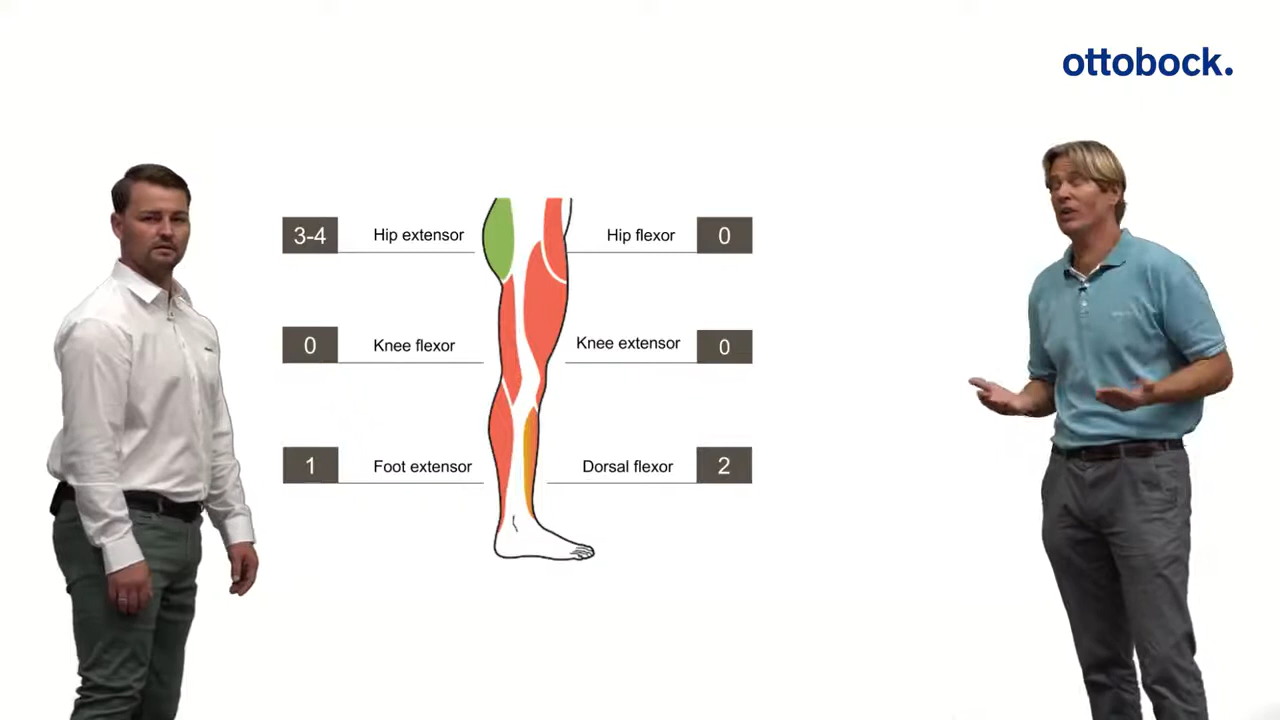 ottobock.
3-4 Hip extensor Hip flexor 0
0 Knee flexor Knee extensor 0
1 Foot extensor Dorsal flexor 2